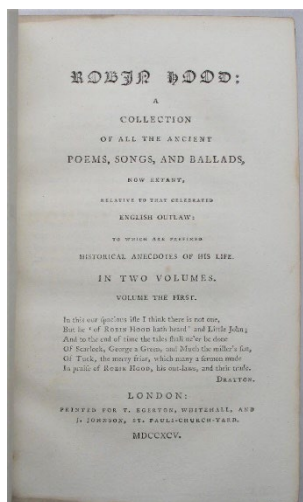 ROBIN HOOD:
A
COLLECTION
OF ALL THE ANCIENT
POEMS, SONGS, AND BALLADS,
NOW EXTANT,
RELATIVE TO THAT CELEBRATED
ENGLISH OUTLAW:
TO WHICH ARE PREFIXED
HISTORICAL ANECDOTES OF HIS LIFE.
IN TWO VOLUMES.
VOLUME THE FIRST.
In this our spacious isle I think there is not one,
But he ' of ROBIN HOOD hath heard' and Little John;
And to the end of time the tales shall ne'er be done
Of Scarlock, George a Green, and Much the miller's son,
Of Tuck, the merry friar, which many a sermon made
In praise of ROBIN HOOD, his out-laws, and their trade.
DRAYTON.
LONDON:
PRINTED FOR T. EGERTON, WHITEHALL, AND
J. JOHNSON, ST. PAULS-CHURCH-YARD.
MDCCXCV.